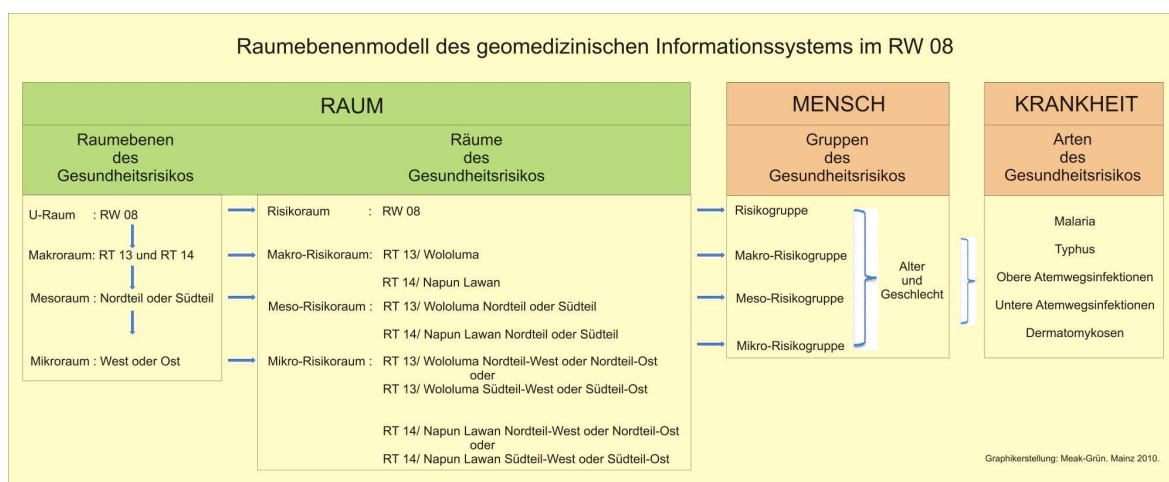 Raumebenenmodell des geomedizinischen Informationssystems im RW 08
RAUM
Raumebenen
des
Gesundheitsrisikos
Räume
des
Gesundheitsrisikos
U-Raum : RW 08
Makroraum: RT 13 und RT 14
Mesoraum : Nordteil oder Südteil
Mikroraum : West oder Ost
Risikoraum : RW 08
Makro-Risikoraum: RT 13/ Wololuma
RT 14/ Napun Lawan
Meso-Risikoraum : RT 13/ Wololuma Nordteil oder Südteil
RT 14/ Napun Lawan Nordteil oder Südteil
Mikro-Risikoraum : RT 13/ Wololuma Nordteil-West oder Nordteil-Ost
oder
RT 13/ Wololuma Südteil-West oder Südteil-Ost
RT 14/ Napun Lawan Nordteil-West oder Nordteil-Ost
oder
RT 14/ Napun Lawan Südteil-West oder Südteil-Ost
MENSCH
Gruppen
des
Gesundheitsrisikos
Risikogruppe
Makro-Risikogruppe
Meso-Risikogruppe
Mikro-Risikogruppe
Alter
und
Geschlecht
KRANKHEIT
Arten
des
Gesundheitsrisikos
Malaria
Typhus
Obere Atemwegsinfektionen
Untere Atemwegsinfektionen
Dermatomykosen
Graphikerstellung: Meak-Grün. Mainz 2010.